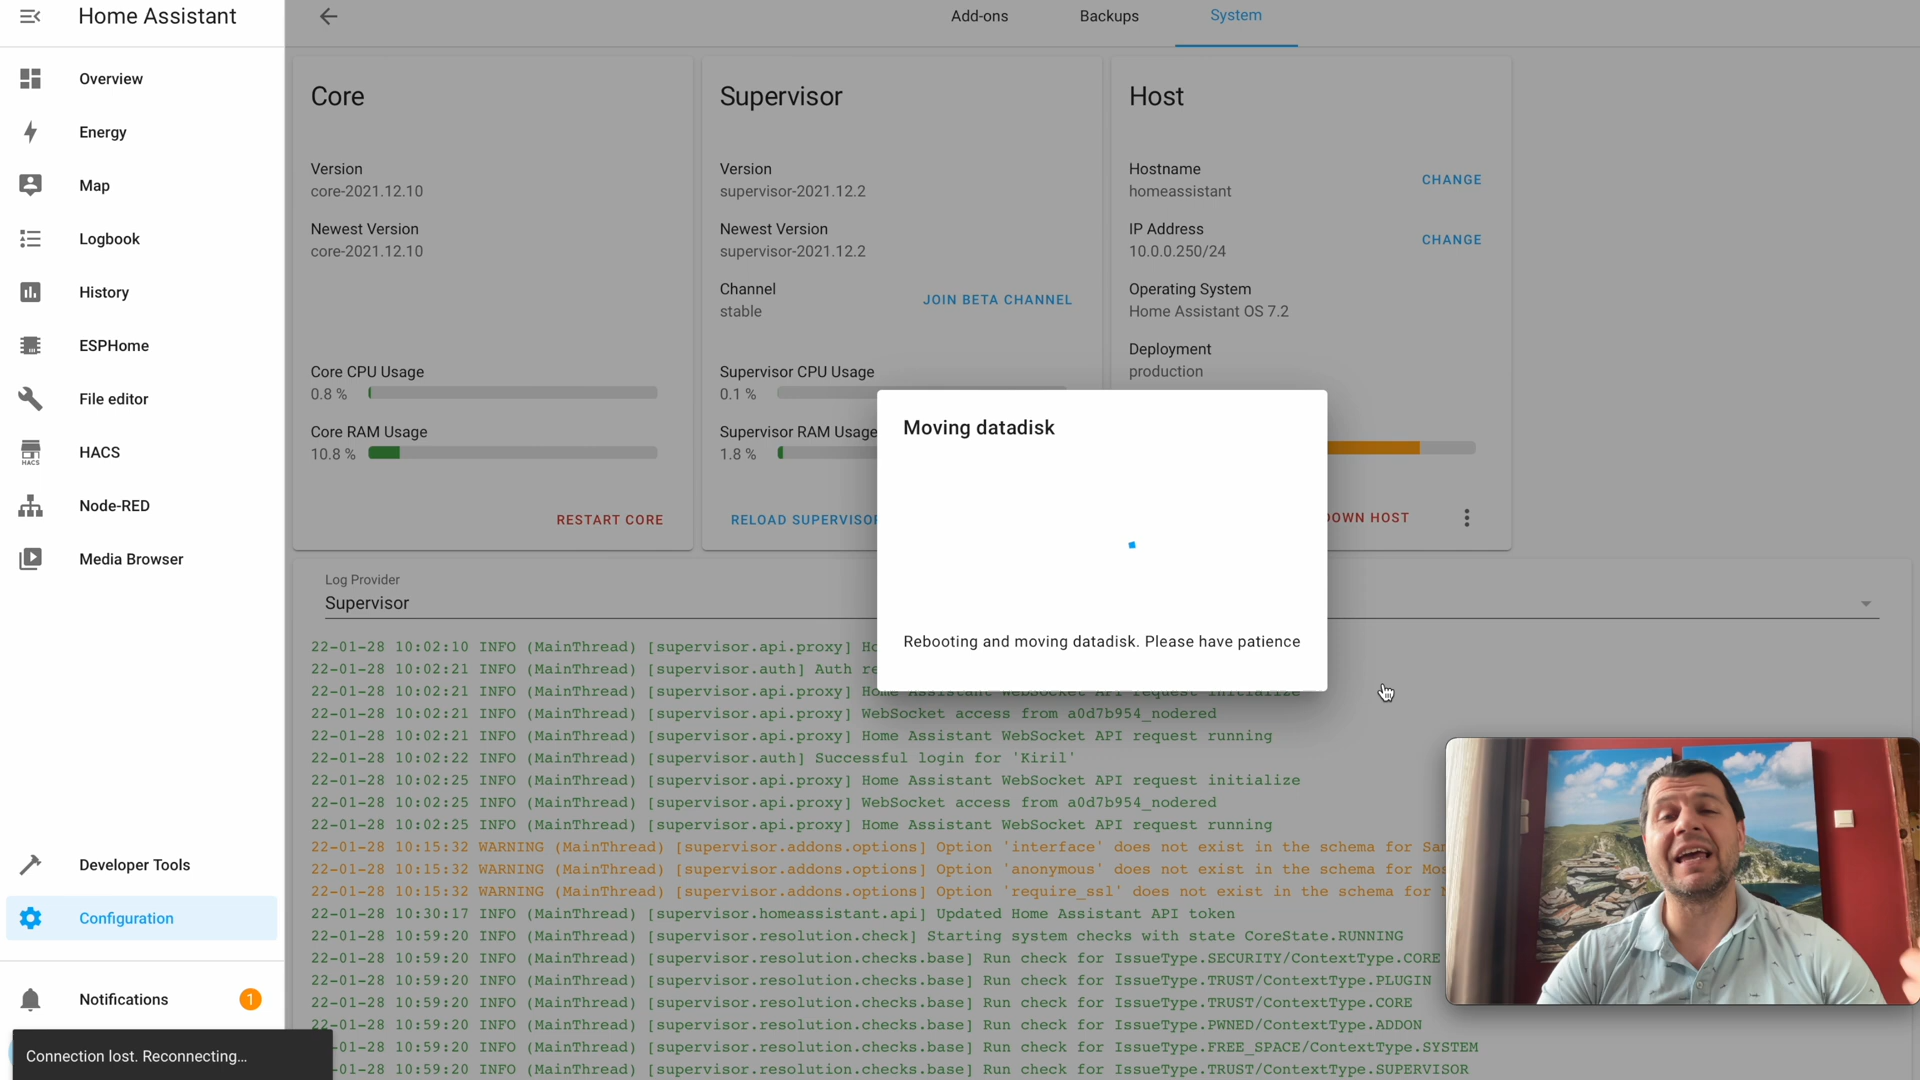 Home Assistant
Add-ons
Backups
System
Overview
Energy
Map
Logbook
History
ESPHome
File editor
HACS
HACS
Node-RED
Media Browser
Developer Tools
Configuration
Notifications
1
Connection lost. Reconnecting...
Core
Version
core-2021.12.10
Newest Version
core-2021.12.10
Core CPU Usage
0.8 %
Core RAM Usage
10.8 %
RESTART CORE
Supervisor
Version
supervisor-2021.12.2
Newest Version
supervisor-2021.12.2
Channel
stable
JOIN BETA CHANNEL
Supervisor CPU Usage
0.1 %
Supervisor RAM Usage
1.8 %
RELOAD SUPERVISOR
Host
Hostname
homeassistant
CHANGE
IP Address
10.0.0.250/24
CHANGE
Operating System
Home Assistant OS 7.2
Deployment
production
DOWN HOST
Moving datadisk
Rebooting and moving datadisk. Please have patience
Log Provider
Supervisor
22-01-28 10:02:10 INFO (MainThread) [supervisor.api.proxy] Ho
22-01-28 10:02:21 INFO (MainThread) [supervisor.auth] Auth re
22-01-28 10:02:21 INFO (MainThread) [supervisor.api.proxy] Home Assistant WebSocket API request initialize
22-01-28 10:02:21 INFO (MainThread) [supervisor.api.proxy] WebSocket access from a0d7b954_nodered
22-01-28 10:02:21 INFO (MainThread) [supervisor.api.proxy] Home Assistant WebSocket API request running
22-01-28 10:02:22 INFO (MainThread) [supervisor.auth] Successful login for 'Kiril'
22-01-28 10:02:25 INFO (MainThread) [supervisor.api.proxy] Home Assistant WebSocket API request initialize
22-01-28 10:02:25 INFO (MainThread) [supervisor.api.proxy] WebSocket access from a0d7b954_nodered
22-01-28 10:02:25 INFO (MainThread) [supervisor.api.proxy] Home Assistant WebSocket API request running
22-01-28 10:15:32 WARNING (MainThread) [supervisor.addons.options] Option 'interface' does not exist in the schema for Sa
22-01-28 10:15:32 WARNING (MainThread) [supervisor.addons.options] Option 'anonymous' does not exist in the schema for Mo
22-01-28 10:15:32 WARNING (MainThread) [supervisor.addons.options] Option 'require_ssl' does not exist in the schema for
22-01-28 10:30:17 INFO (MainThread) [supervisor.homeassistant.api] Updated Home Assistant API token
22-01-28 10:59:20 INFO (MainThread) [supervisor.resolution.check] Starting system checks with state CoreState.RUNNING
22-01-28 10:59:20 INFO (MainThread) [supervisor.resolution.checks.base] Run check for IssueType.SECURITY/ContextType.CORE
22-01-28 10:59:20 INFO (MainThread) [supervisor.resolution.checks.base] Run check for IssueType.TRUST/ContextType.PLUGIN
22-01-28 10:59:20 INFO (MainThread) [supervisor.resolution.checks.base] Run check for IssueType.TRUST/ContextType.CORE
22-01-28 10:59:20 INFO (MainThread) [supervisor.resolution.checks.base] Run check for IssueType.PWNED/ContextType.ADDON
-01-28 10:59:20 INFO (MainThread) [supervisor.resolution.checks.base] Run check for IssueType.FREE_SPACE/ContextType.SYSTEM
-01-28 10:59:20 INFO (MainThread) [supervisor.resolution.checks.base] Run check for IssueType.TRUST/ContextType.SUPERVISOR